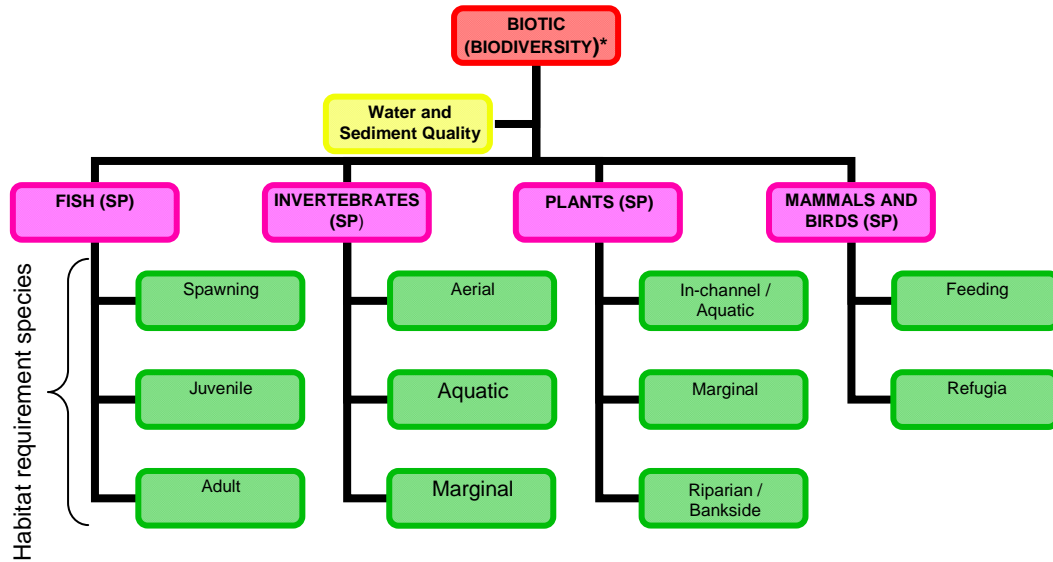 BIOTIC
(BIODIVERSITY)*
Water and
Sediment Quality
FISH (SP)
INVERTEBRATES
(SP)
PLANTS (SP)
MAMMALS AND
BIRDS (SP)
Habitat requirement species
Spawning
Juvenile
Adult
Aerial
Aquatic
Marginal
In-channel /
Aquatic
Marginal
Riparian /
Bankside
Feeding
Refugia